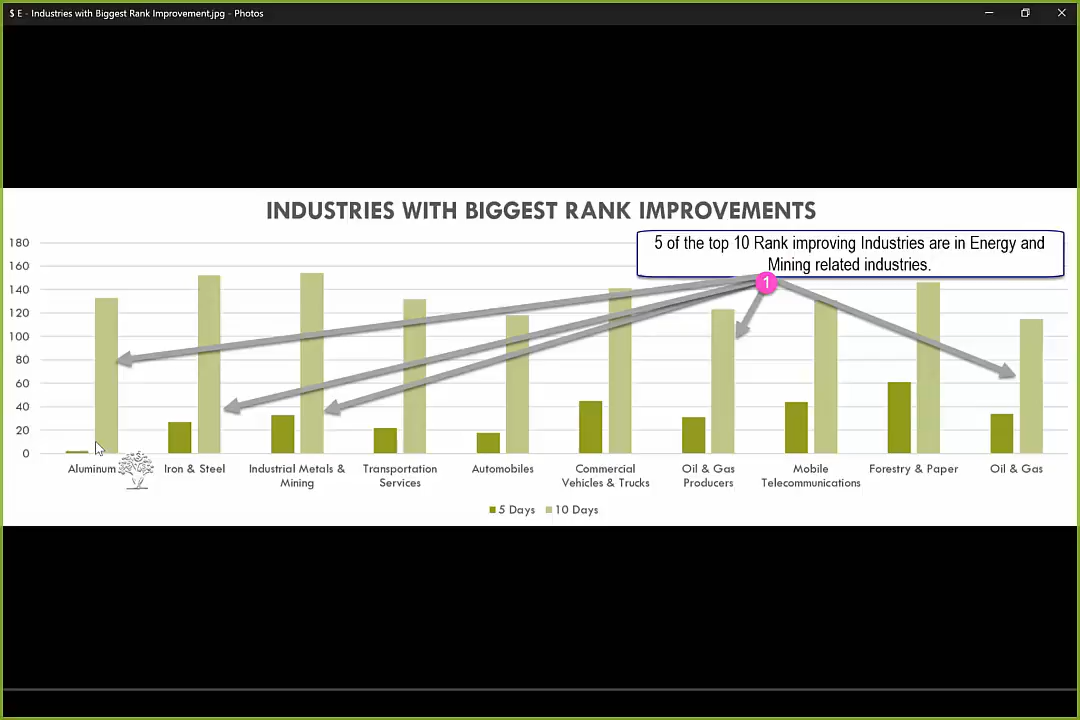 $ E - Industries with Biggest Rank Improvement.jpg - Photos
INDUSTRIES WITH BIGGEST RANK IMPROVEMENTS
5 of the top 10 Rank improving Industries are in Energy and
Mining related industries.
1
180
160
140
120
100
80
60
40
20
0
Aluminum
Iron & Steel
Industrial Metals &
Mining
Transportation
Services
Automobiles
Commercial
Vehicles & Trucks
Oil & Gas
Producers
Mobile
Telecommunications
Forestry & Paper
Oil & Gas
5 Days
10 Days